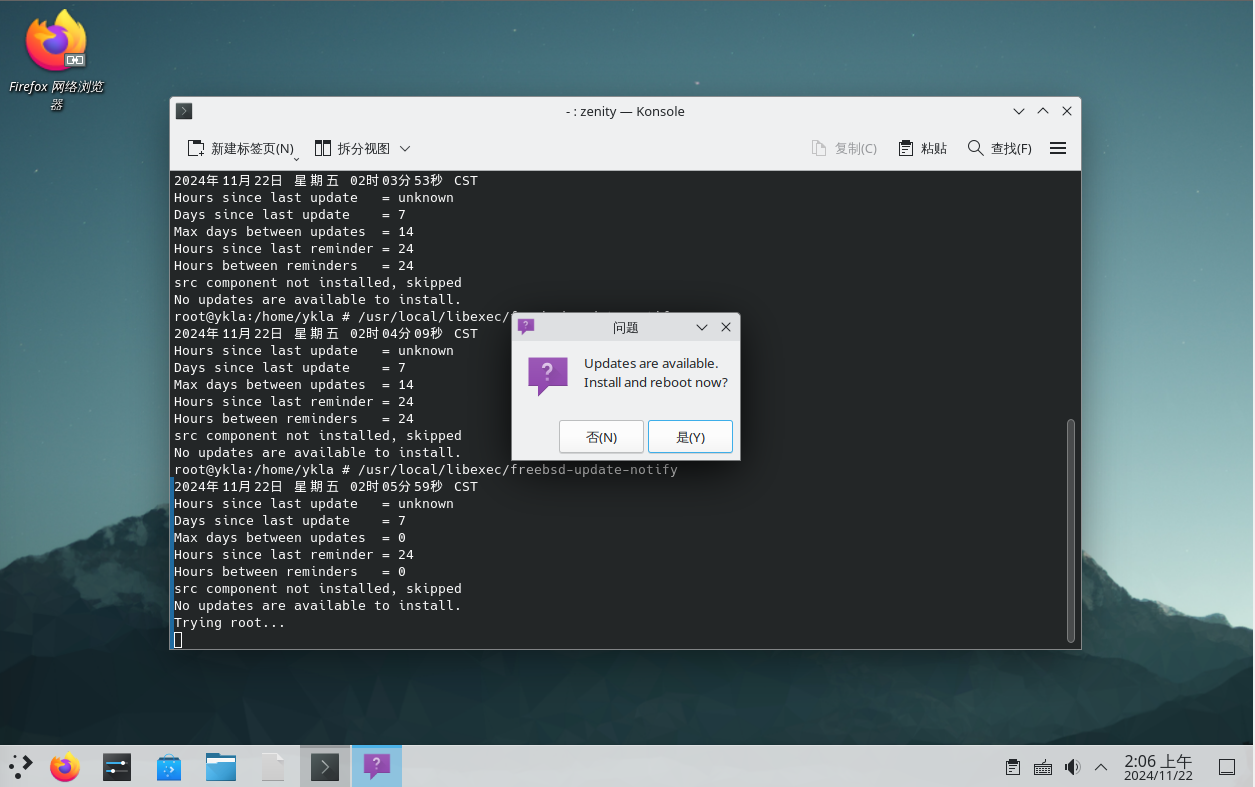 Firefox 网络浏览
器
- : zenity — Konsole
新建标签页(N)
拆分视图
复制(C)
粘贴
查找(F)
2024年11月22日 星期五 02时03分53秒 CST
Hours since last update   = unknown
Days since last update    = 7
Max days between updates  = 14
Hours since last reminder = 24
Hours between reminders   = 24
src component not installed, skipped
No updates are available to install.
root@ykla:/home/ykla # /usr/local/libexec/
2024年11月22日 星期五 02时04分09秒 CST
Hours since last update   = unknown
Days since last update    = 7
Max days between updates  = 14
Hours since last reminder = 24
Hours between reminders   = 24
src component not installed, skipped
No updates are available to install.
root@ykla:/home/ykla # /usr/local/libexec/freebsd-update-notify
2024年11月22日 星期五 02时05分59秒 CST
Hours since last update   = unknown
Days since last update    = 7
Max days between updates  = 0
Hours since last reminder = 24
Hours between reminders   = 0
src component not installed, skipped
No updates are available to install.
Trying root...
问题
Updates are available.
Install and reboot now?
否(N)
是(Y)
2:06 上午
2024/11/22